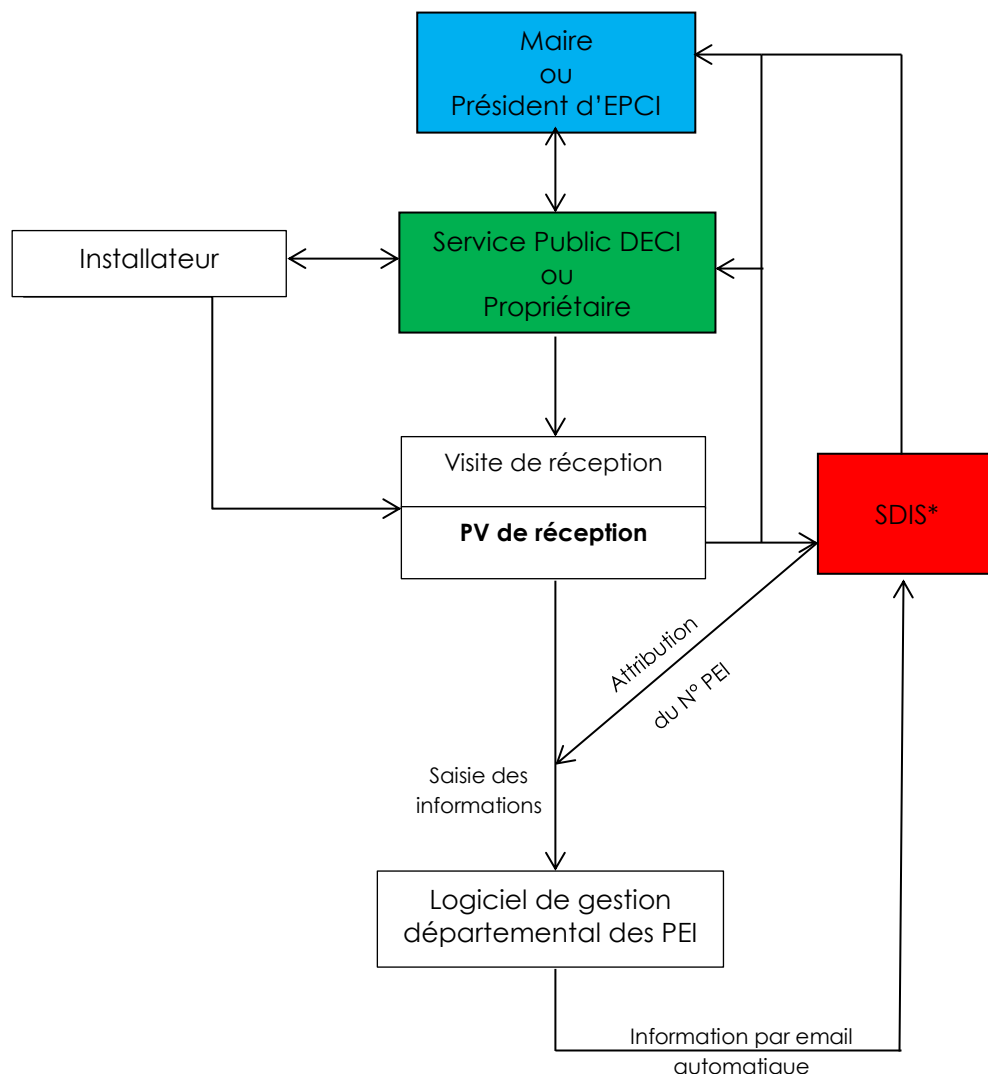 Maire
ou
Président d'EPCI
Installateur
Service Public DECI
ou
Propriétaire
Visite de réception
PV de réception
SDIS*
Attribution
du N° PEI
Saisie des
informations
Logiciel de gestion
départemental des PEI
Information par email
automatique